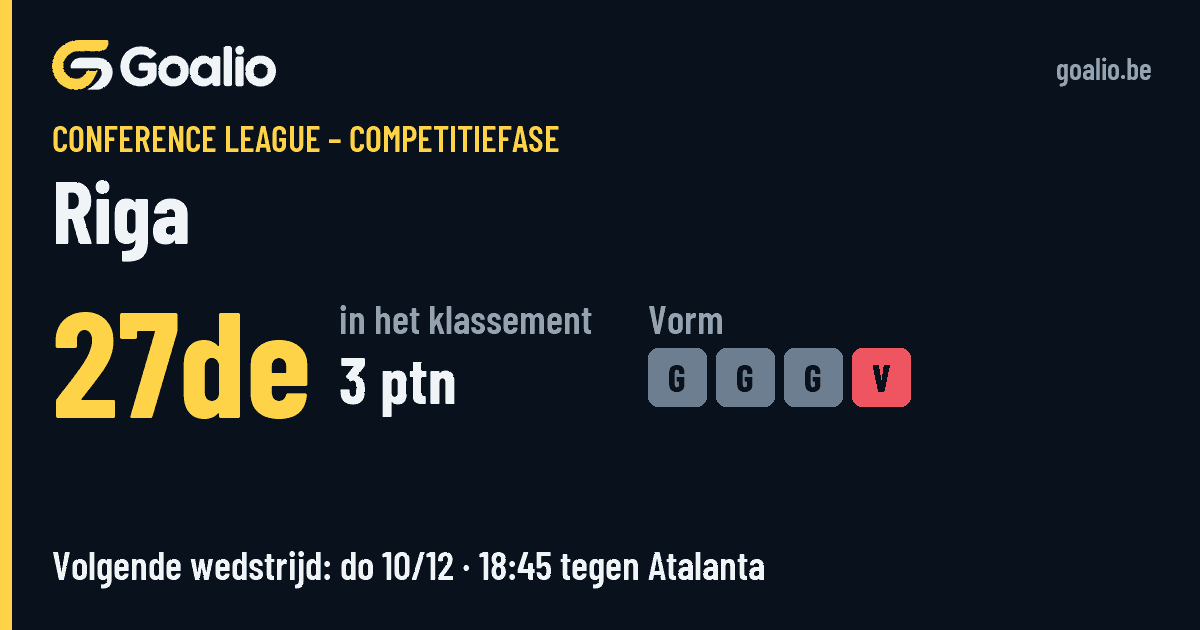 Goalio
goalio.be
CONFERENCE LEAGUE – COMPETITIEFASE
Riga
27de
in het klassement
3 ptn
Vorm
G G G V
Volgende wedstrijd: do 10/12 · 18:45 tegen Atalanta